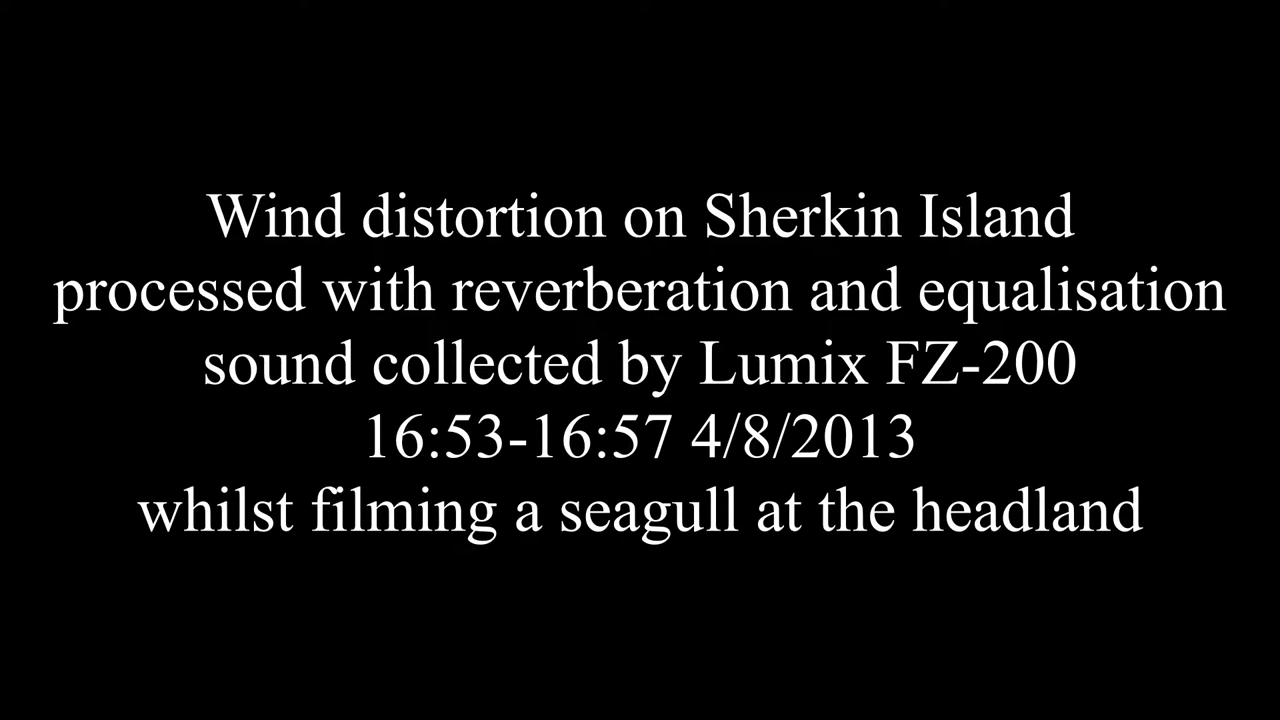 Wind distortion on Sherkin Island
processed with reverberation and equalisation
sound collected by Lumix FZ-200
16:53-16:57 4/8/2013
whilst filming a seagull at the headland